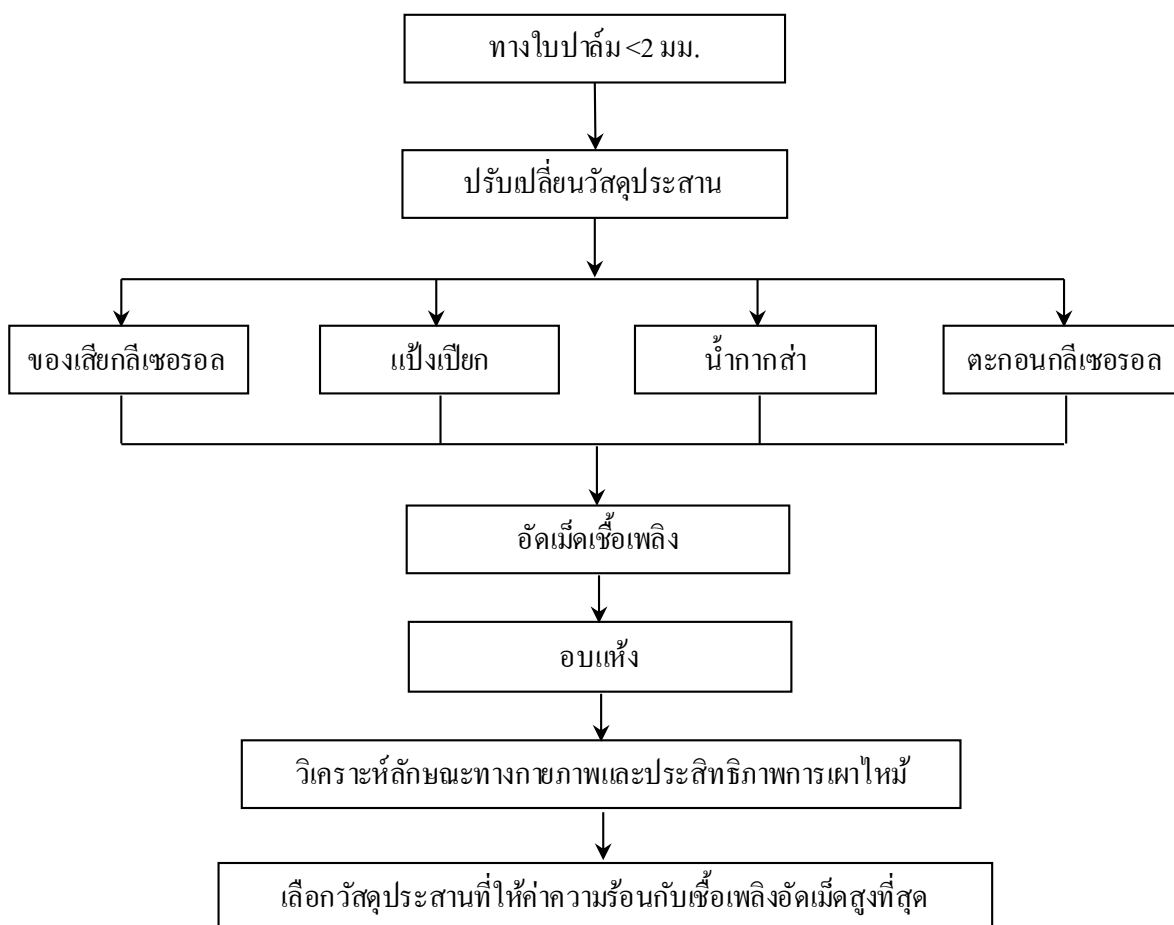 ทางใบปาล์ม <2 มม.
ปรับเปลี่ยนวัสดุประสาน
ของเสียกลีเซอรอล
แป้งเปียก
น้ำกากส่า
ตะกอนกลีเซอรอล
อัดเม็ดเชื้อเพลิง
อบแห้ง
วิเคราะห์ลักษณะทางกายภาพและประสิทธิภาพการเผาไหม้
เลือกวัสดุประสานที่ให้ค่าความร้อนกับเชื้อเพลิงอัดเม็ดสูงที่สุด